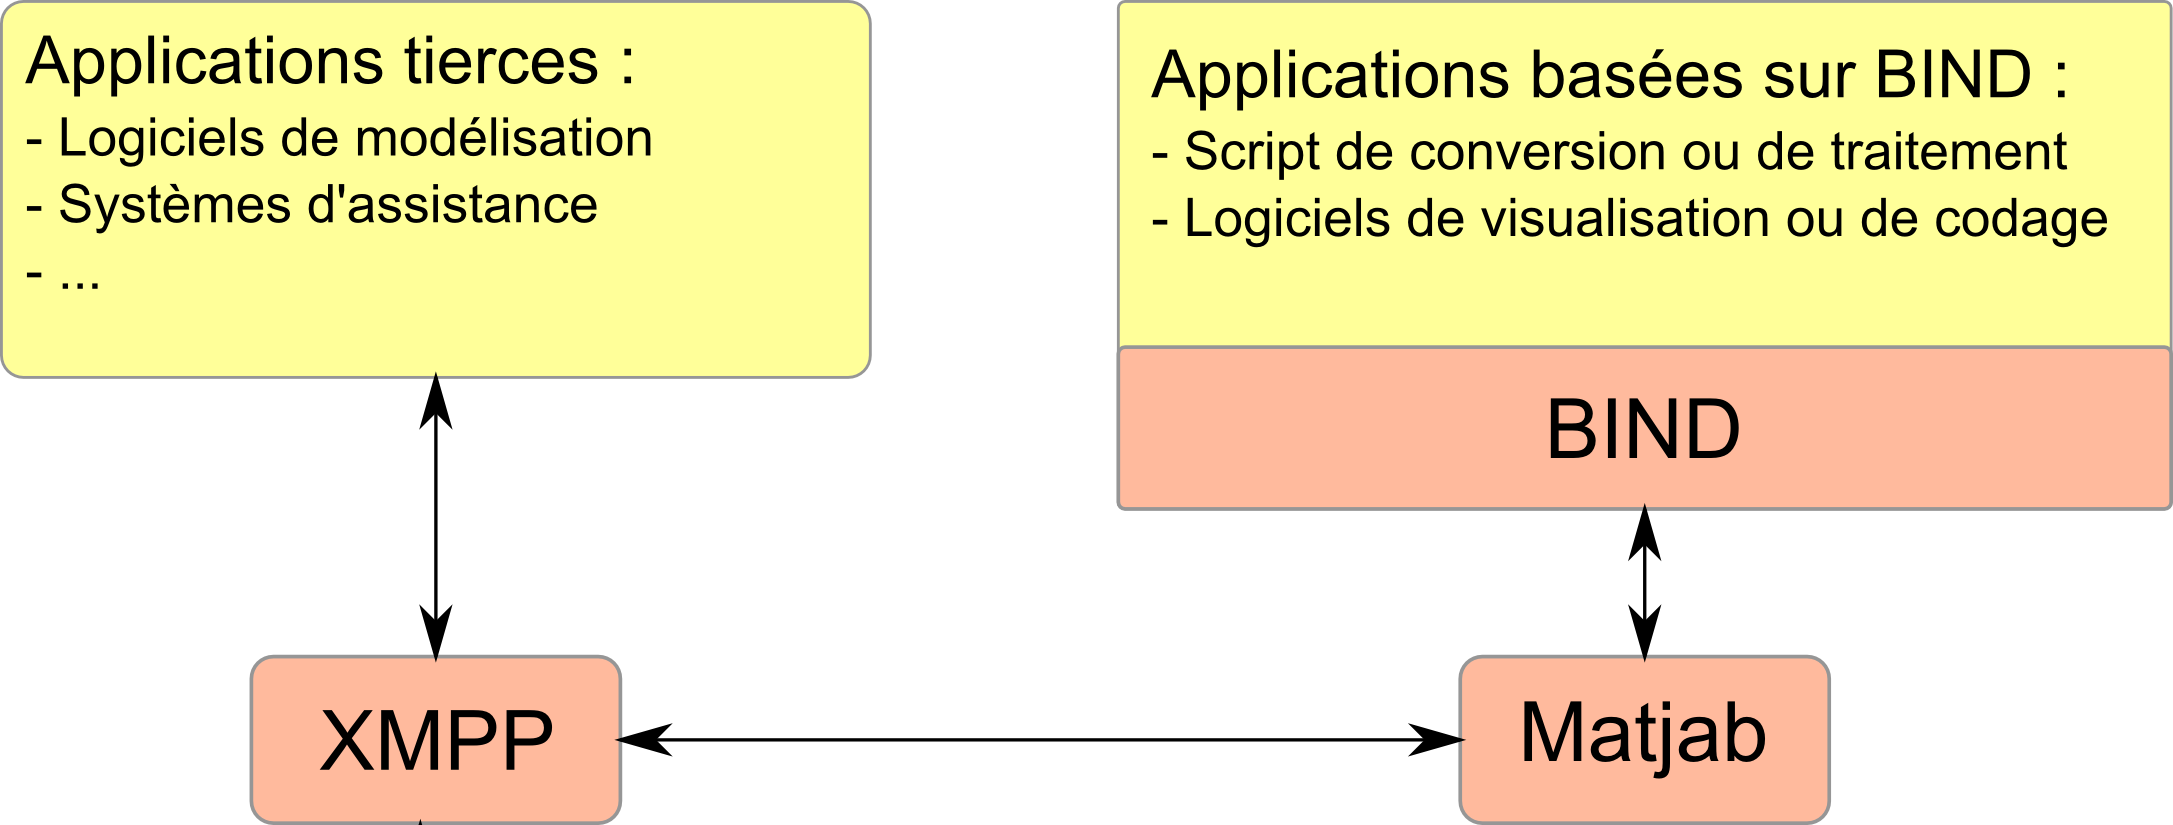 Applications tierces :
- Logiciels de modélisation
- Systèmes d'assistance
- ...
Applications basées sur BIND :
- Script de conversion ou de traitement
- Logiciels de visualisation ou de codage
BIND
XMPP
Matjab